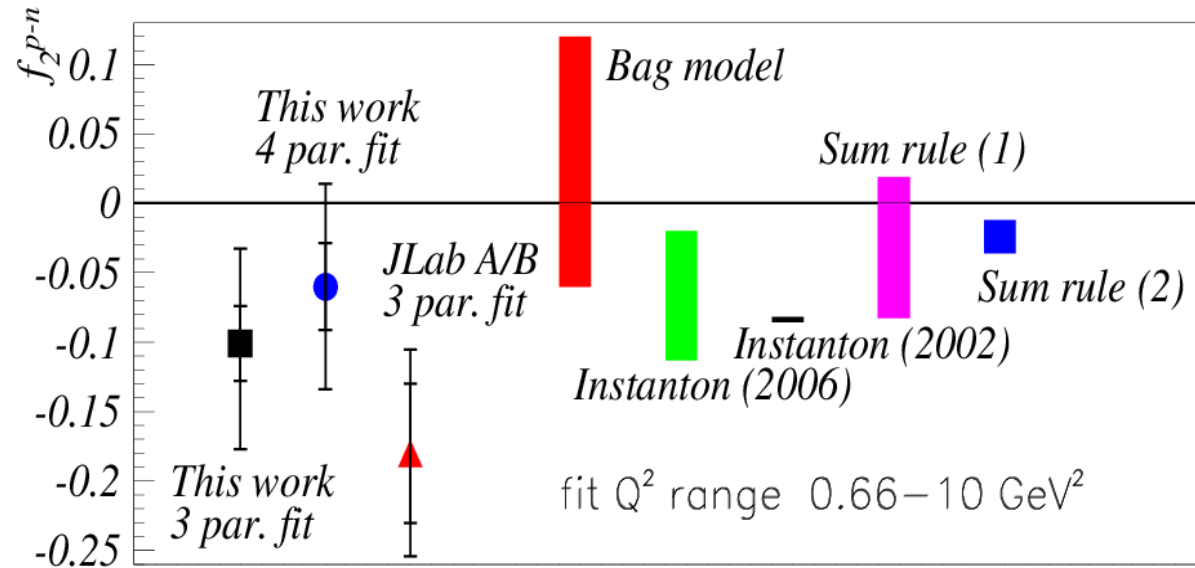 f₂ᵖ⁻ⁿ
0.1
0.05
0
-0.05
-0.1
-0.15
-0.2
-0.25
This work
4 par. fit
Bag model
Sum rule (1)
JLab A/B
3 par. fit
Sum rule (2)
Instanton (2002)
Instanton (2006)
This work
3 par. fit
fit Q² range 0.66–10 GeV²